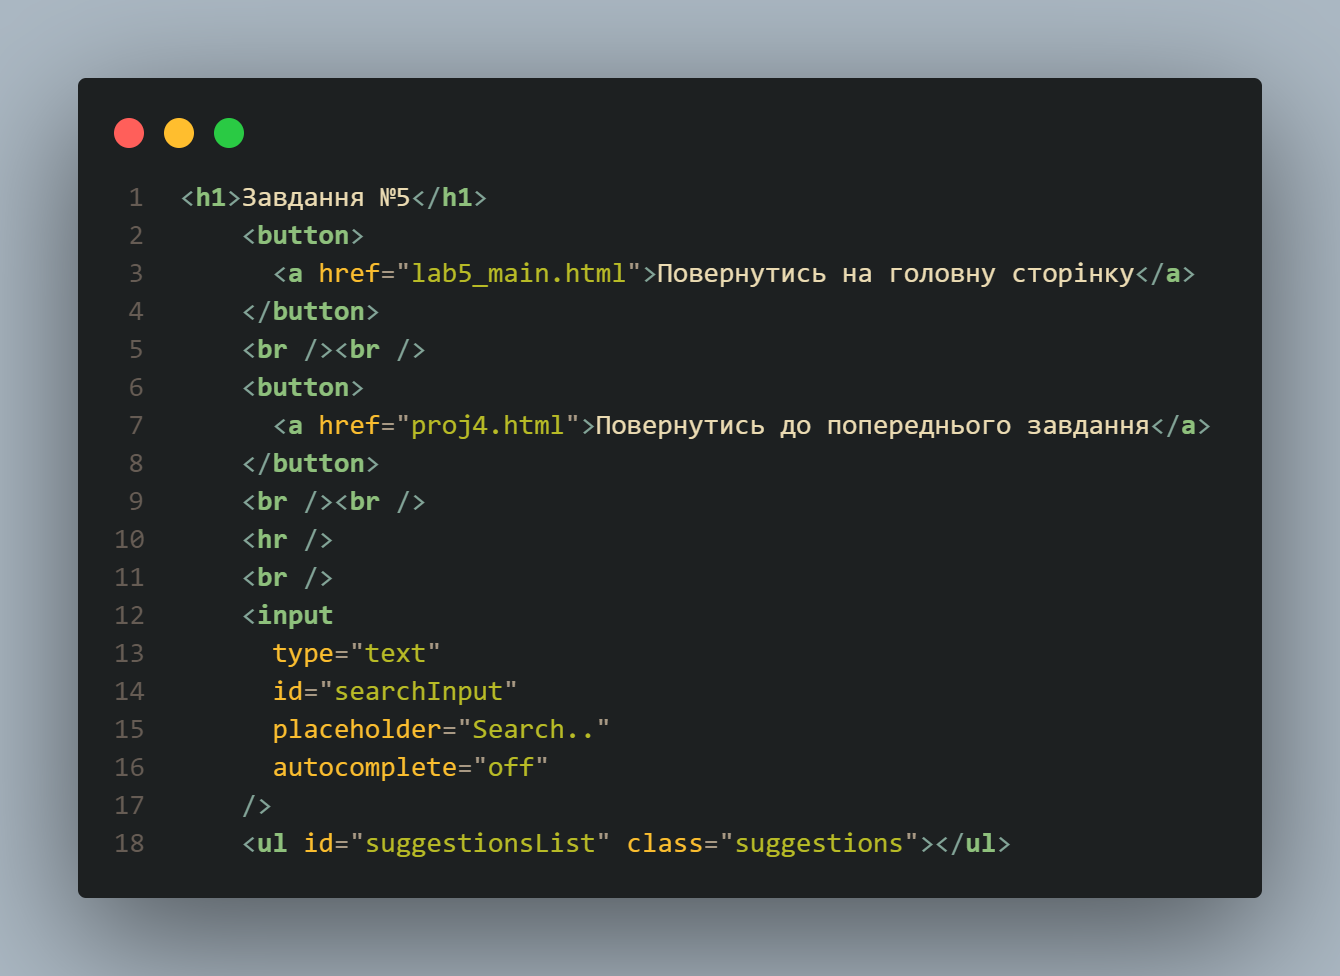 1 <h1>Завдання №5</h1>
2 <button>
3 <a href="lab5_main.html">Повернутись на головну сторінку</a>
4 </button>
5 <br /><br />
6 <button>
7 <a href="proj4.html">Повернутись до попереднього завдання</a>
8 </button>
9 <br /><br />
10 <hr />
11 <br />
12 <input
13 type="text"
14 id="searchInput"
15 placeholder="Search.."
16 autocomplete="off"
17 />
18 <ul id="suggestionsList" class="suggestions"></ul>